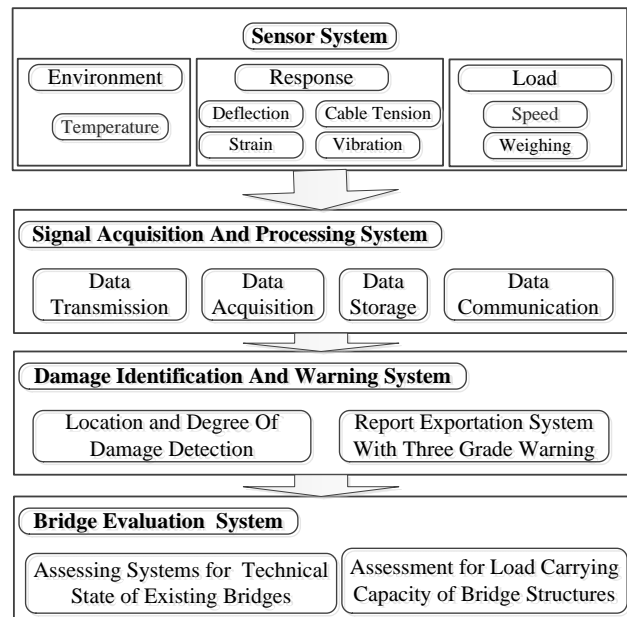 Sensor System
Environment
Temperature
Response
Deflection
Cable Tension
Strain
Vibration
Load
Speed
Weighing
Signal Acquisition And Processing System
Data
Transmission
Data
Acquisition
Data
Storage
Data
Communication
Damage Identification And Warning System
Location and Degree Of
Damage Detection
Report Exportation System
With Three Grade Warning
Bridge Evaluation System
Assessing Systems for Technical
State of Existing Bridges
Assessment for Load Carrying
Capacity of Bridge Structures